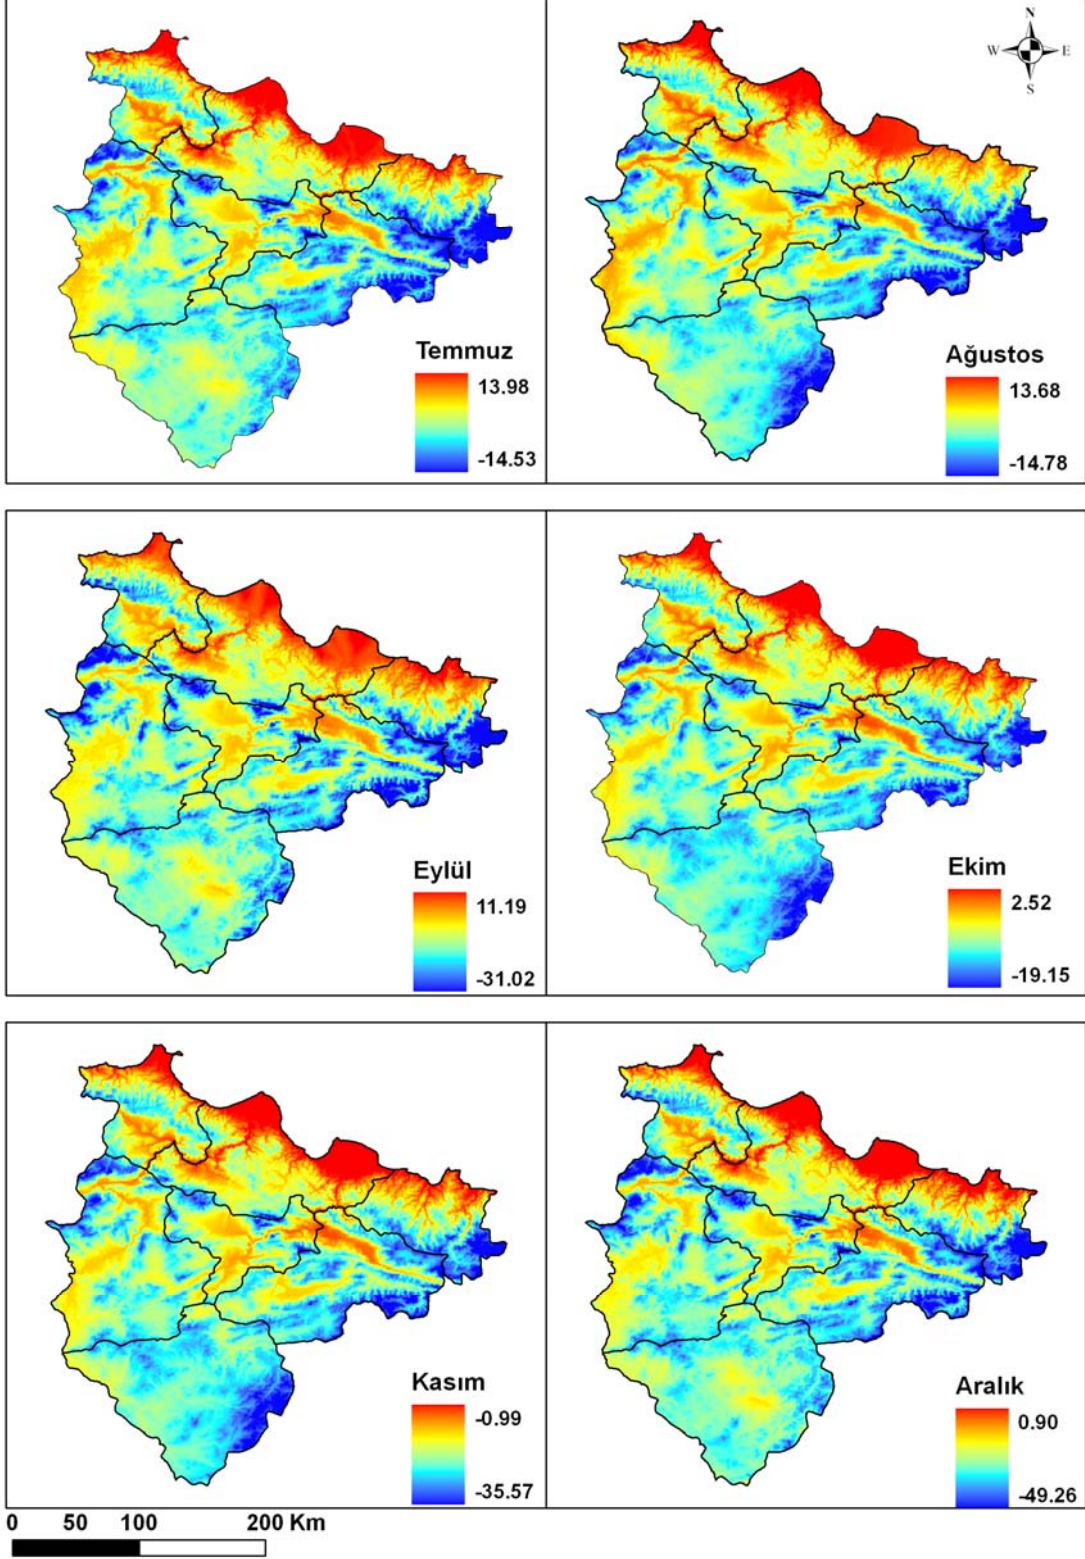 N
W E
S
Temmuz
13.98
-14.53
Ağustos
13.68
-14.78
Eylül
11.19
-31.02
Ekim
2.52
-19.15
Kasım
-0.99
-35.57
Aralık
0.90
-49.26
0 50 100 200 Km